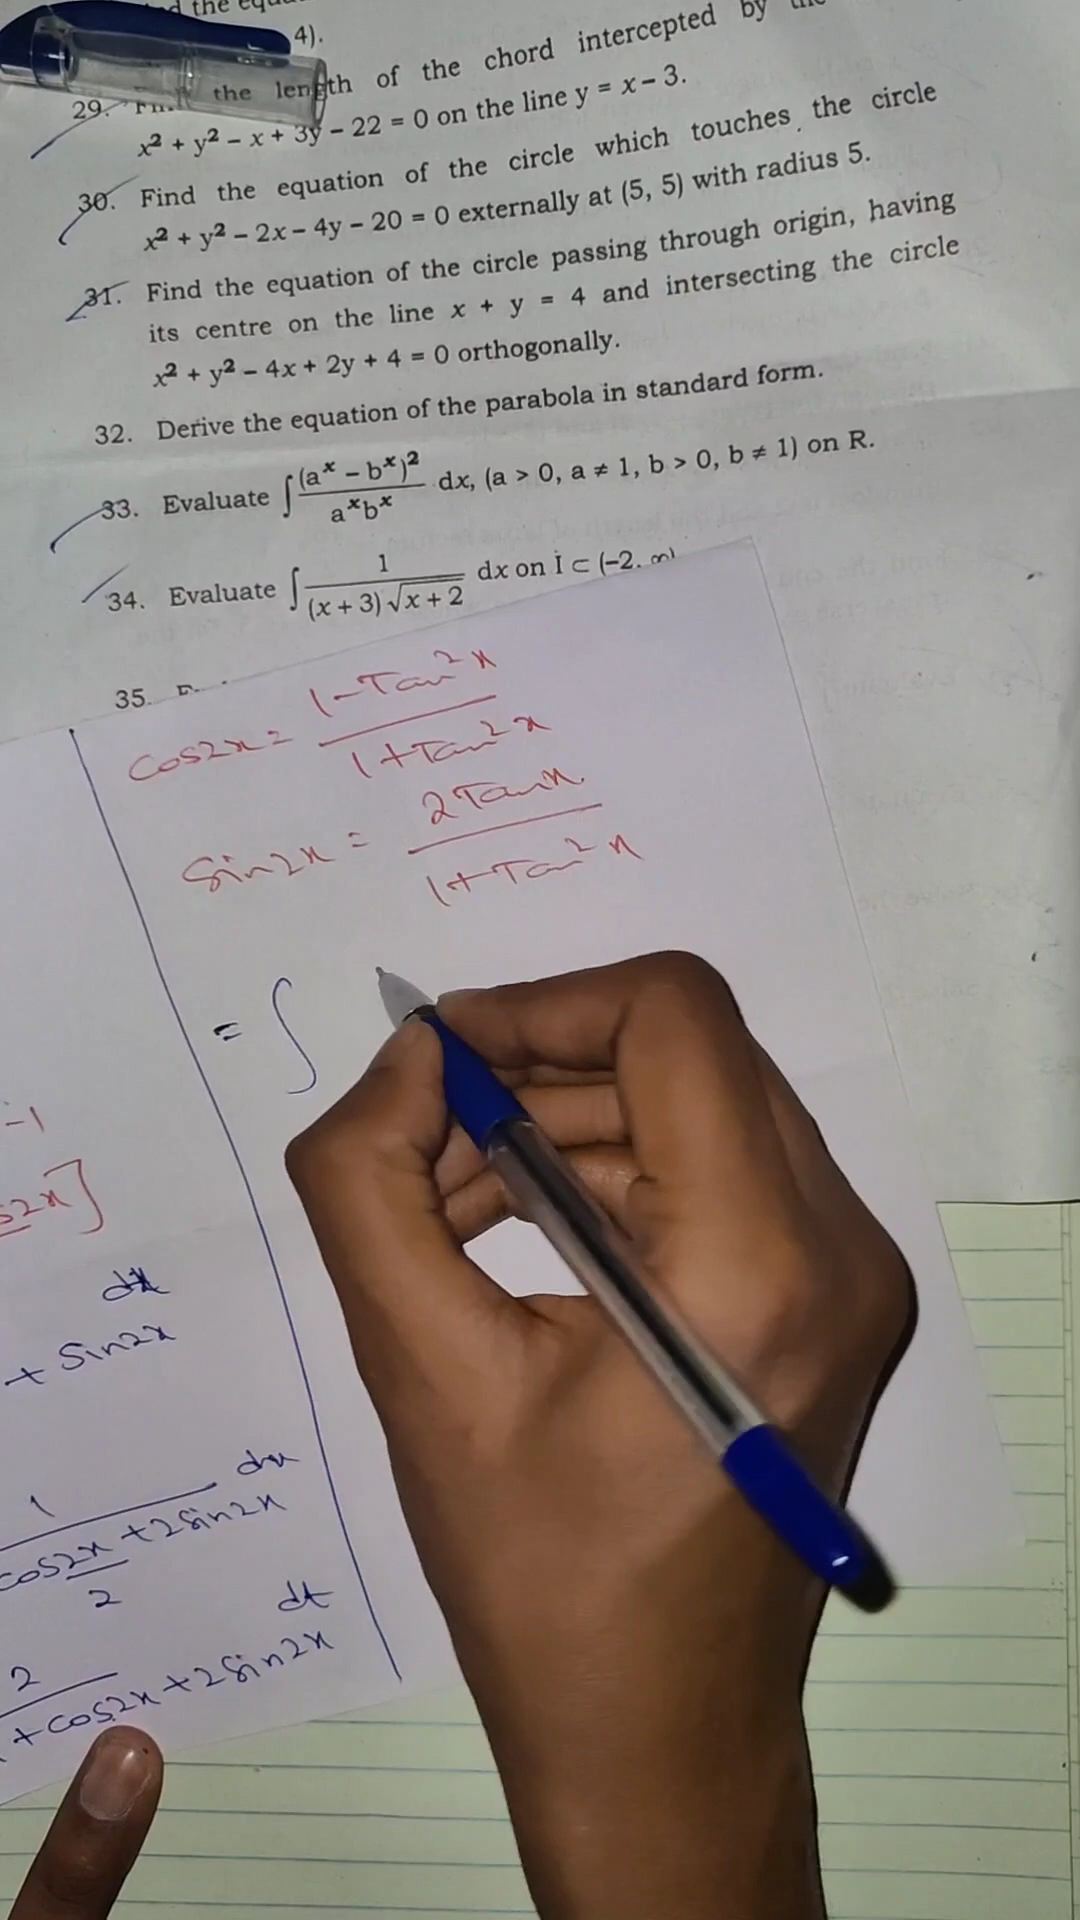 the
4).
29. the length of the chord intercepted by
x² + y² – x + 3y – 22 = 0 on the line y = x – 3.
30. Find the equation of the circle which touches the circle
x² + y² – 2x – 4y – 20 = 0 externally at (5, 5) with radius 5.
31. Find the equation of the circle passing through origin, having
its centre on the line x + y = 4 and intersecting the circle
x² + y² – 4x + 2y + 4 = 0 orthogonally.
32. Derive the equation of the parabola in standard form.
33. Evaluate ∫ (aˣ – bˣ)² / aˣbˣ dx, (a > 0, a ≠ 1, b > 0, b ≠ 1) on R.
34. Evaluate ∫ 1 / (x + 3) √x + 2 dx on I ⊂ (–2, ∞)
35.
cos2x = 1 – Tan²x / 1 + Tan²x
Sin2x = 2Tanx / 1 + Tan²x
= ∫
–1
s2x]
dx
+ Sin2x
1 / cos2x / 2 + 2Sin2x dx
2 / + cos2x + 2Sin2x dt